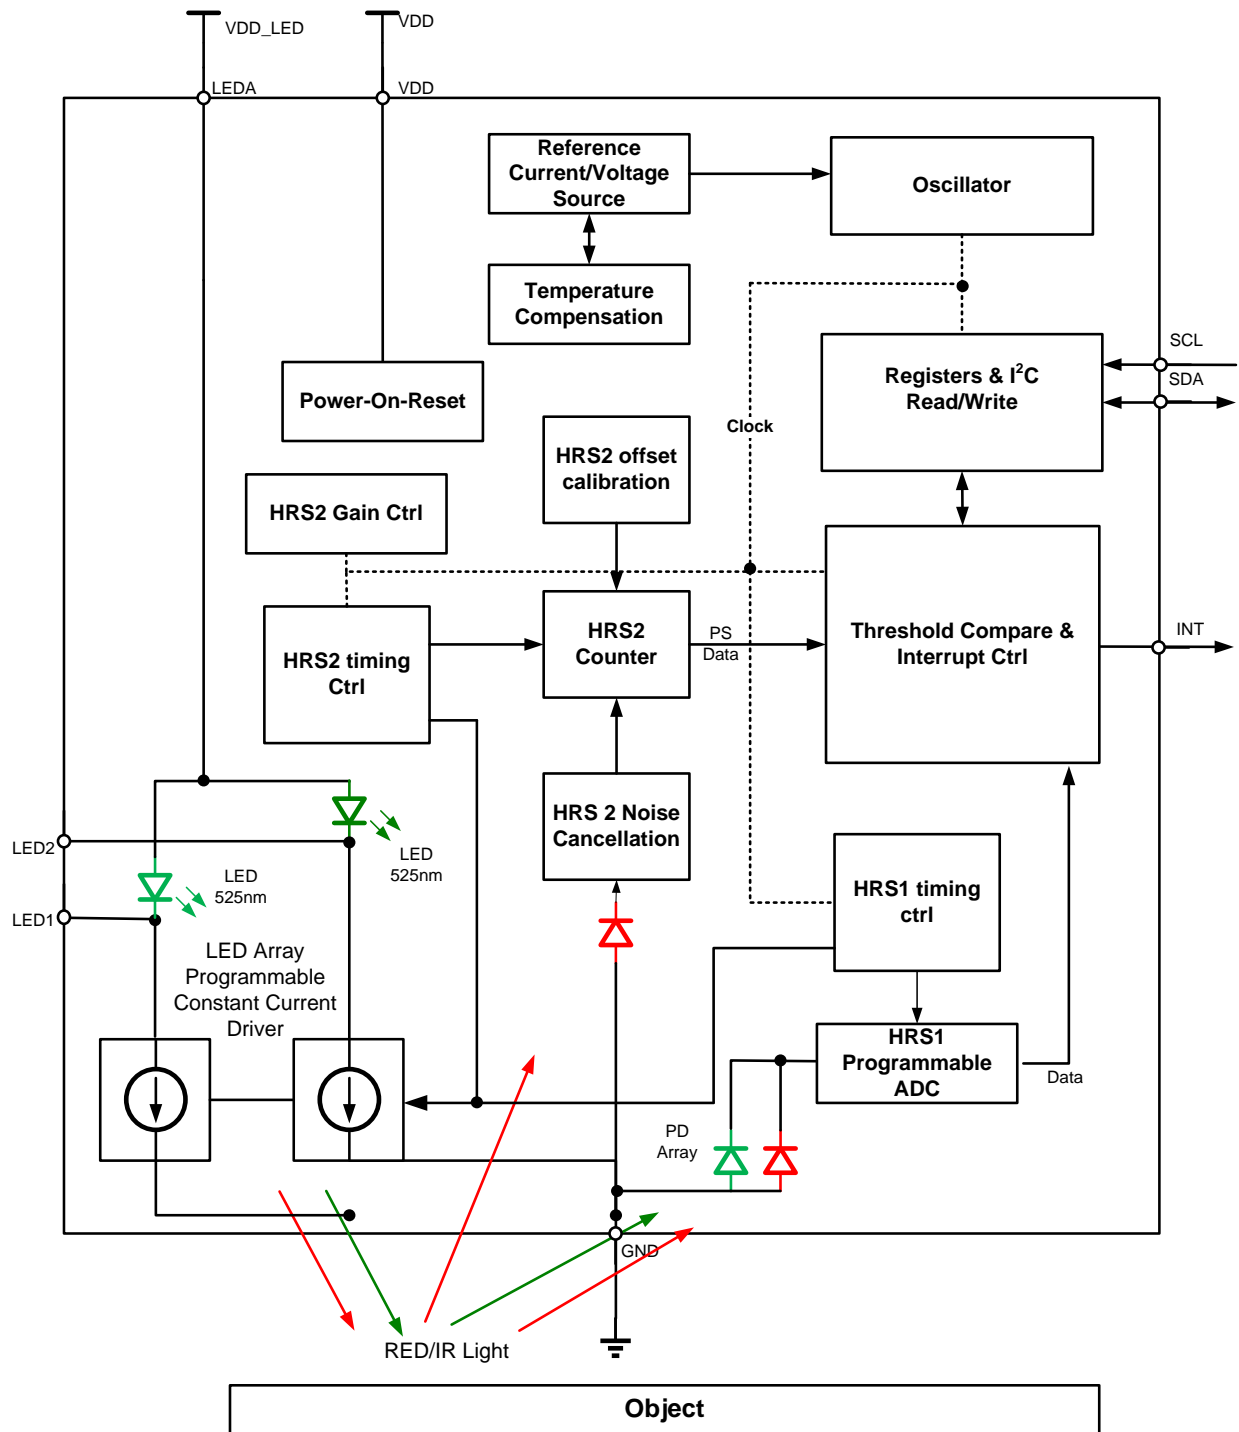 VDD_LED
VDD
LEDA
VDD
Reference
Current/Voltage
Source
Oscillator
Temperature
Compensation
Power-On-Reset
Registers & I²C
Read/Write
SCL
SDA
Clock
HRS2 offset
calibration
HRS2 Gain Ctrl
HRS2 timing
Ctrl
HRS2
Counter
PS
Data
Threshold Compare &
Interrupt Ctrl
INT
HRS 2 Noise
Cancellation
LED2
LED
525nm
LED
525nm
LED1
HRS1 timing
ctrl
LED Array
Programmable
Constant Current
Driver
HRS1
Programmable
ADC
Data
PD
Array
GND
RED/IR Light
Object